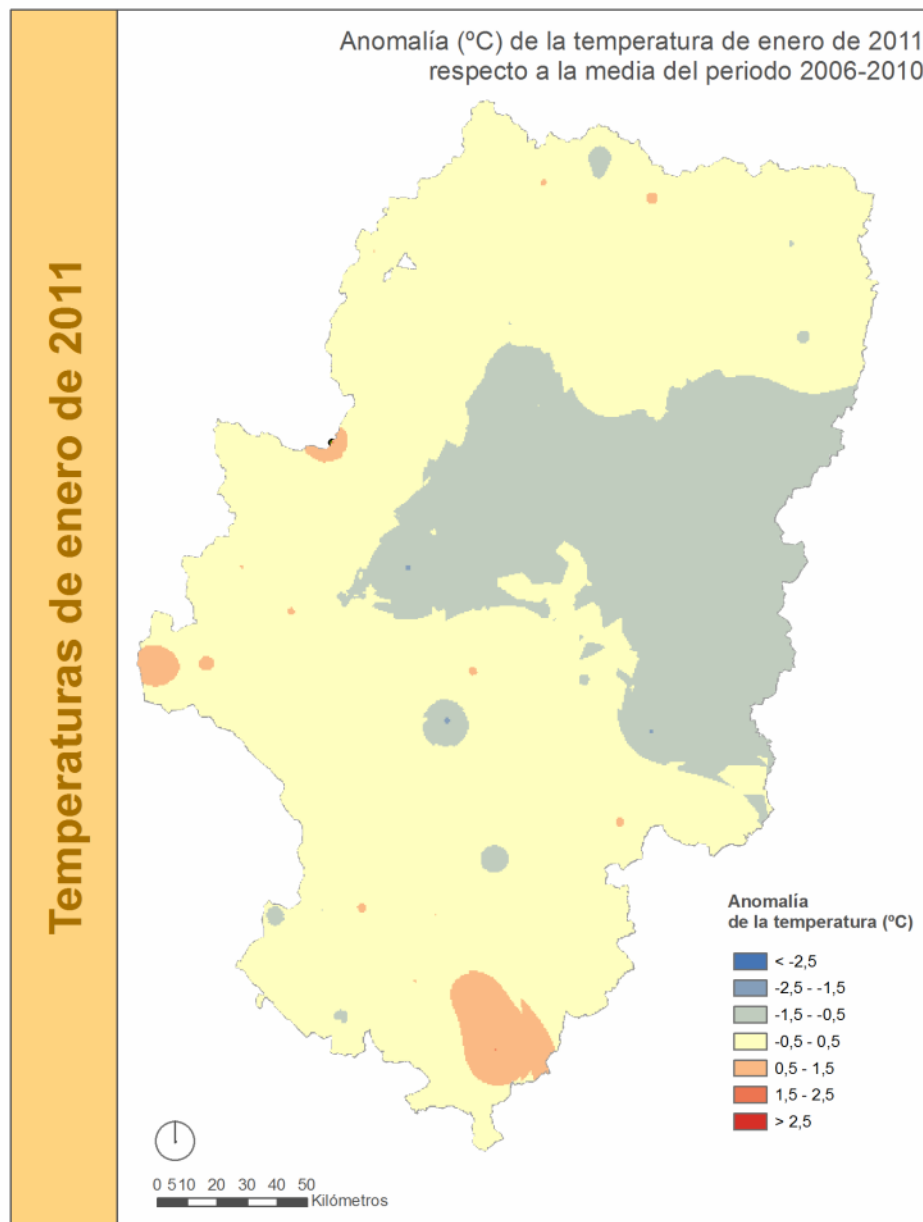 Temperaturas de enero de 2011
Anomalía (ºC) de la temperatura de enero de 2011
respecto a la media del periodo 2006-2010
Anomalía
de la temperatura (ºC)
< -2,5
-2,5 - -1,5
-1,5 - -0,5
-0,5 - 0,5
0,5 - 1,5
1,5 - 2,5
> 2,5
0 5 10 20 30 40 50
Kilómetros